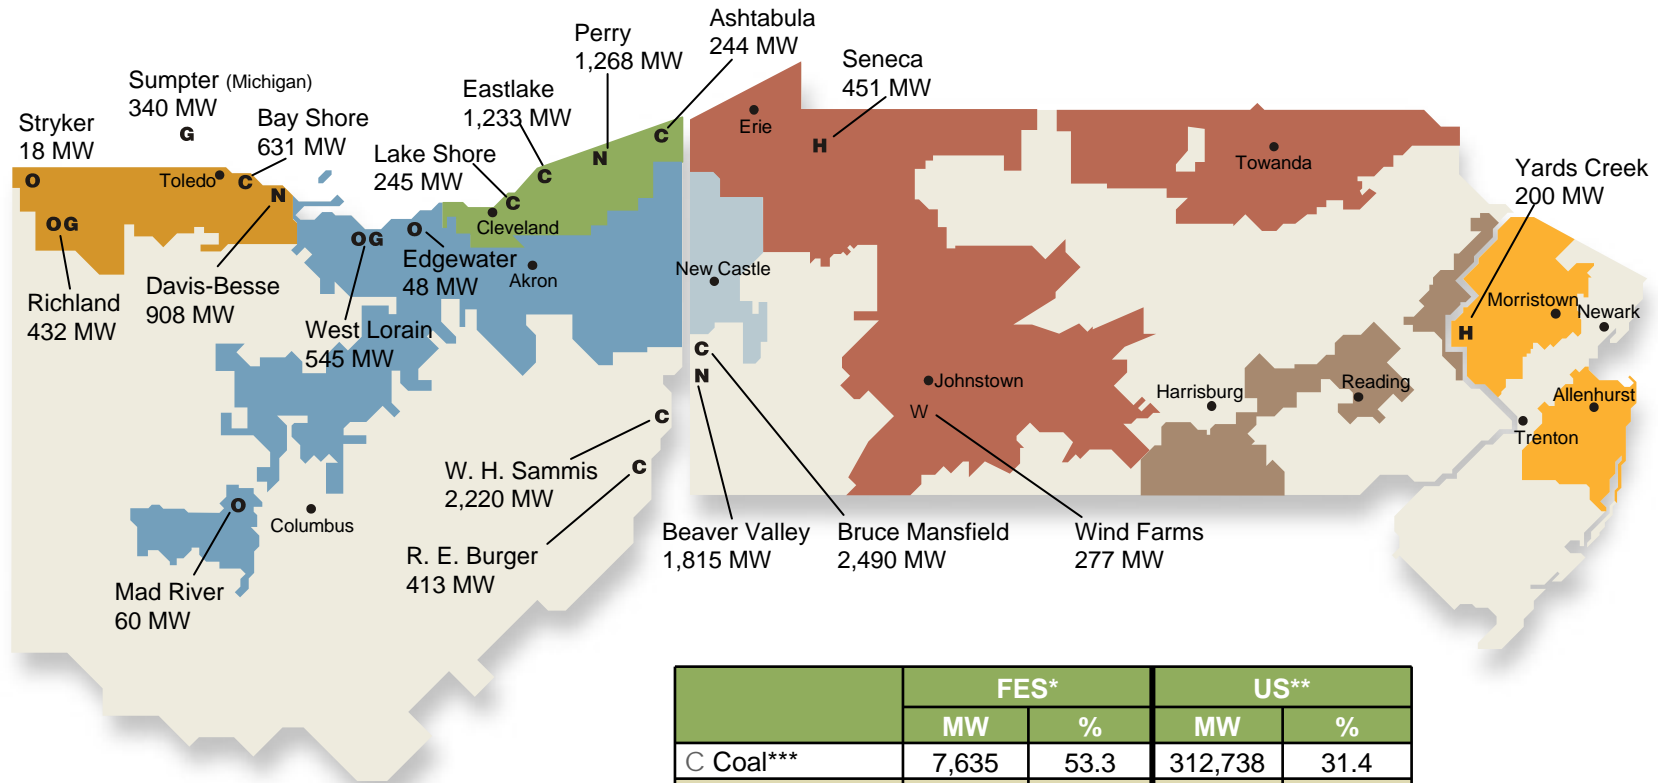 Ashtabula
244 MW
Perry
1,268 MW
Seneca
451 MW
Sumpter (Michigan)
340 MW
Eastlake
1,233 MW
Stryker
18 MW
Bay Shore
631 MW
Lake Shore
245 MW
Yards Creek
200 MW
G
C
N
H
Erie
Towanda
O
Toledo
C
N
C
C
Cleveland
OG
OG
O
Edgewater
48 MW
Akron
New Castle
Richland
432 MW
Davis-Besse
908 MW
West Lorain
545 MW
Morristown
Newark
H
C
N
Johnstown
W
Harrisburg
Reading
Allenhurst
Trenton
C
C
W. H. Sammis
2,220 MW
O
Columbus
R. E. Burger
413 MW
Beaver Valley
1,815 MW
Bruce Mansfield
2,490 MW
Wind Farms
277 MW
Mad River
60 MW
FES* US**
MW % MW %
C Coal*** 7,635 53.3 312,738 31.4